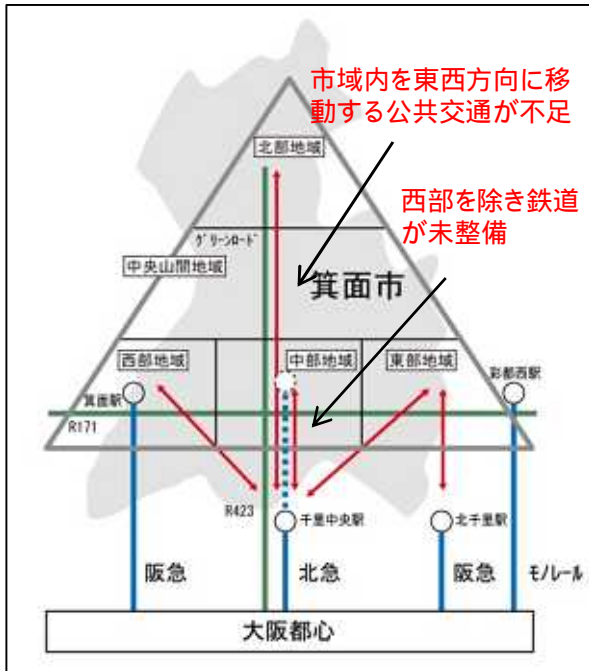 市域内を東西方向に移
動する公共交通が不足
北部地域
西部を除き鉄道
が未整備
グリーンロード
中央山間地域
箕面市
西部地域
中部地域
東部地域
彩都西駅
箕面駅
R171
R423
千里中央駅
北千里駅
阪急
北急
阪急
モノレール
大阪都心